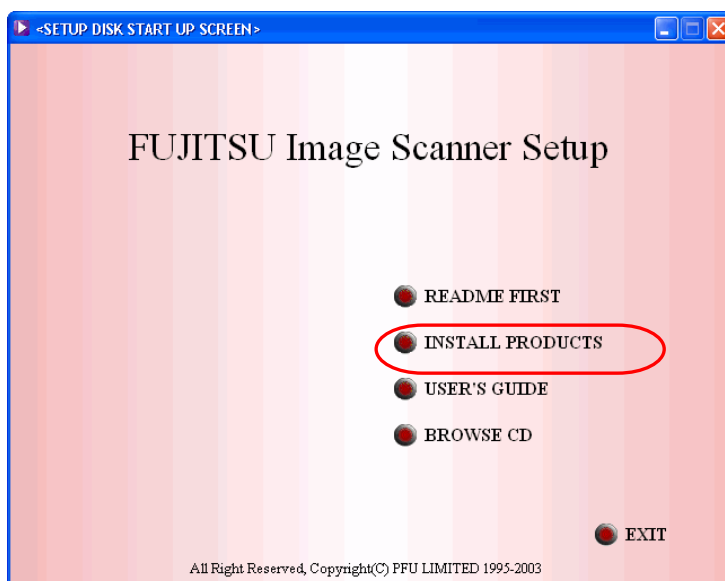 <SETUP DISK START UP SCREEN>
FUJITSU Image Scanner Setup
README FIRST
INSTALL PRODUCTS
USER'S GUIDE
BROWSE CD
EXIT
All Right Reserved, Copyright(C) PFU LIMITED 1995-2003